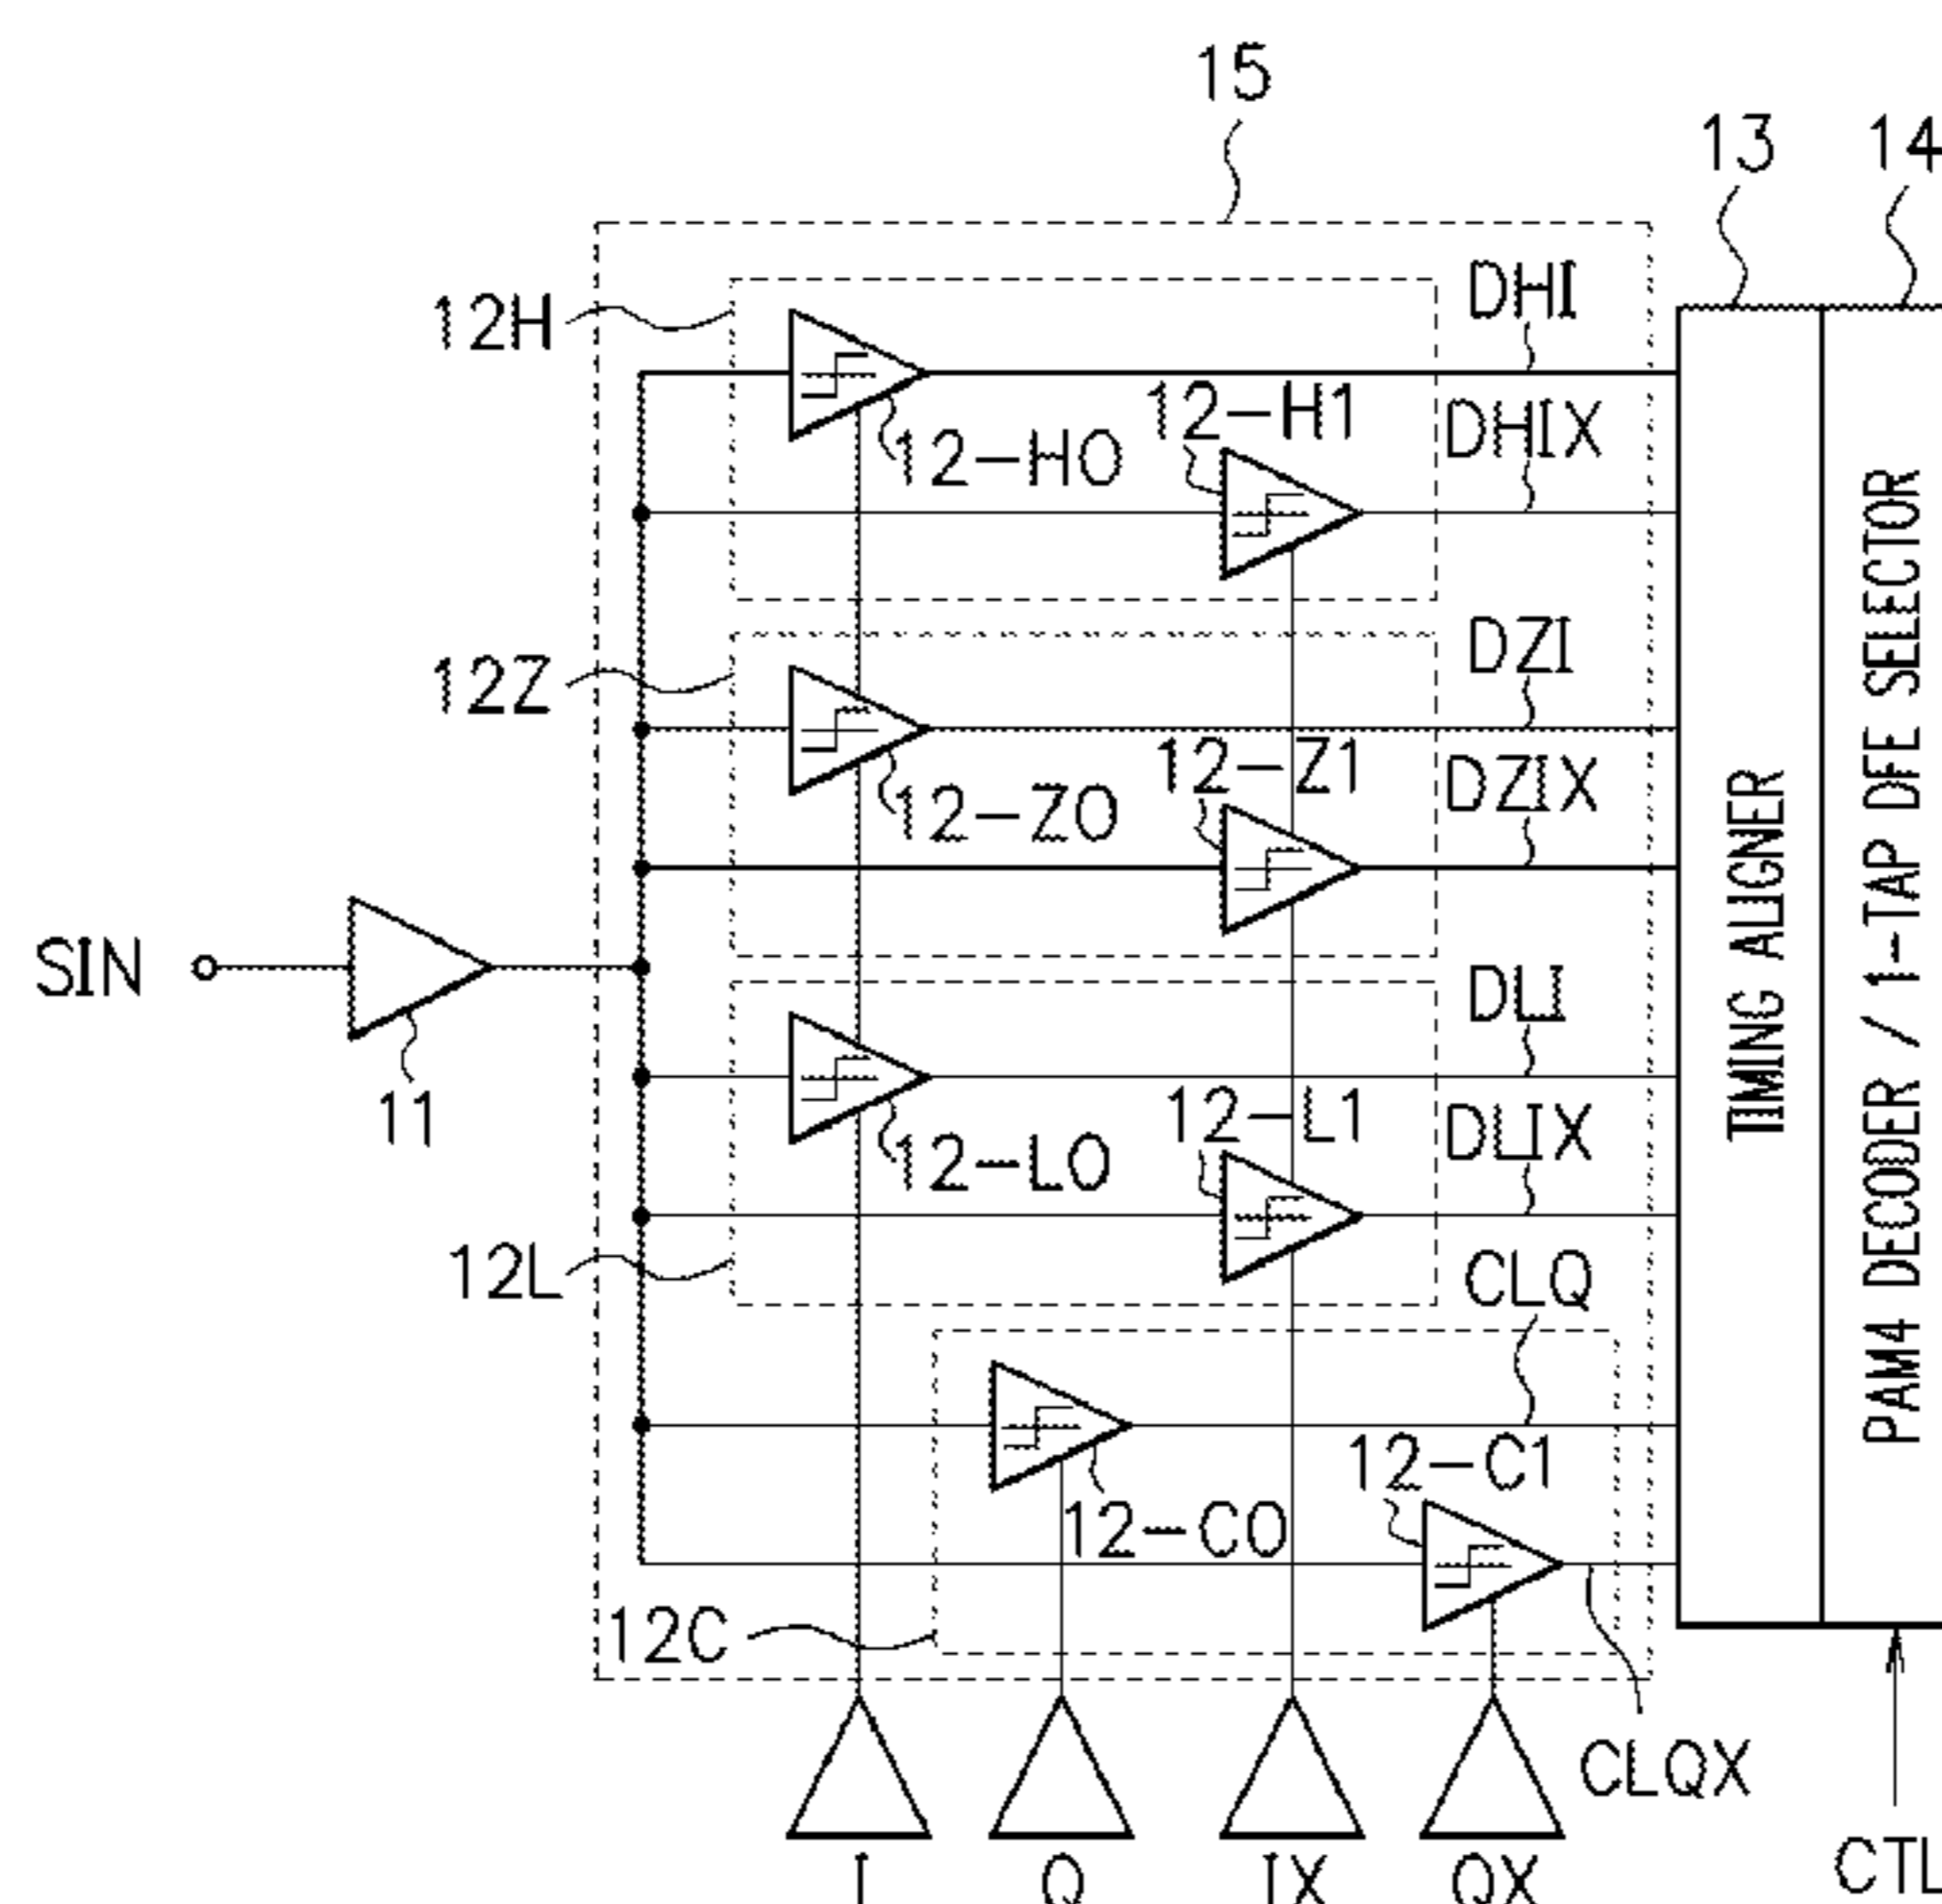 15
13
14
12H
DHI
12-H0
12-H1
DHIX
12Z
DZI
12-Z0
12-Z1
DZIX
SIN
11
DLI
12-L0
12-L1
DLIX
12L
CLQ
12-C0
12-C1
12C
CLQX
TIMING ALIGNER
PAM4 DECODER / 1-TAP DFE SELECTOR
I
Q
IX
QX
CTL